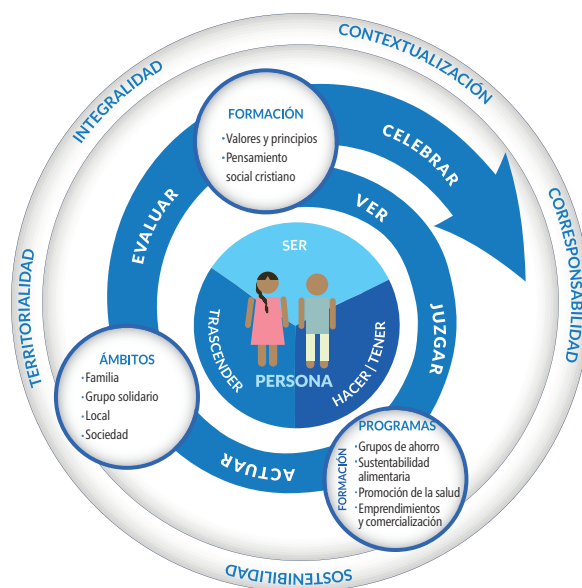 INTEGRALIDAD
CONTEXTUALIZACIÓN
CORRESPONSABILIDAD
SOSTENIBILIDAD
TERRITORIALIDAD
FORMACIÓN
· Valores y principios
· Pensamiento
social cristiano
CELEBRAR
EVALUAR
VER
JUZGAR
ACTUAR
SER
TRASCENDER
HACER | TENER
PERSONA
ÁMBITOS
· Familia
· Grupo solidario
· Local
· Sociedad
PROGRAMAS
FORMACIÓN
· Grupos de ahorro
· Sustentabilidad
alimentaria
· Promoción de la salud
· Emprendimientos
y comercialización